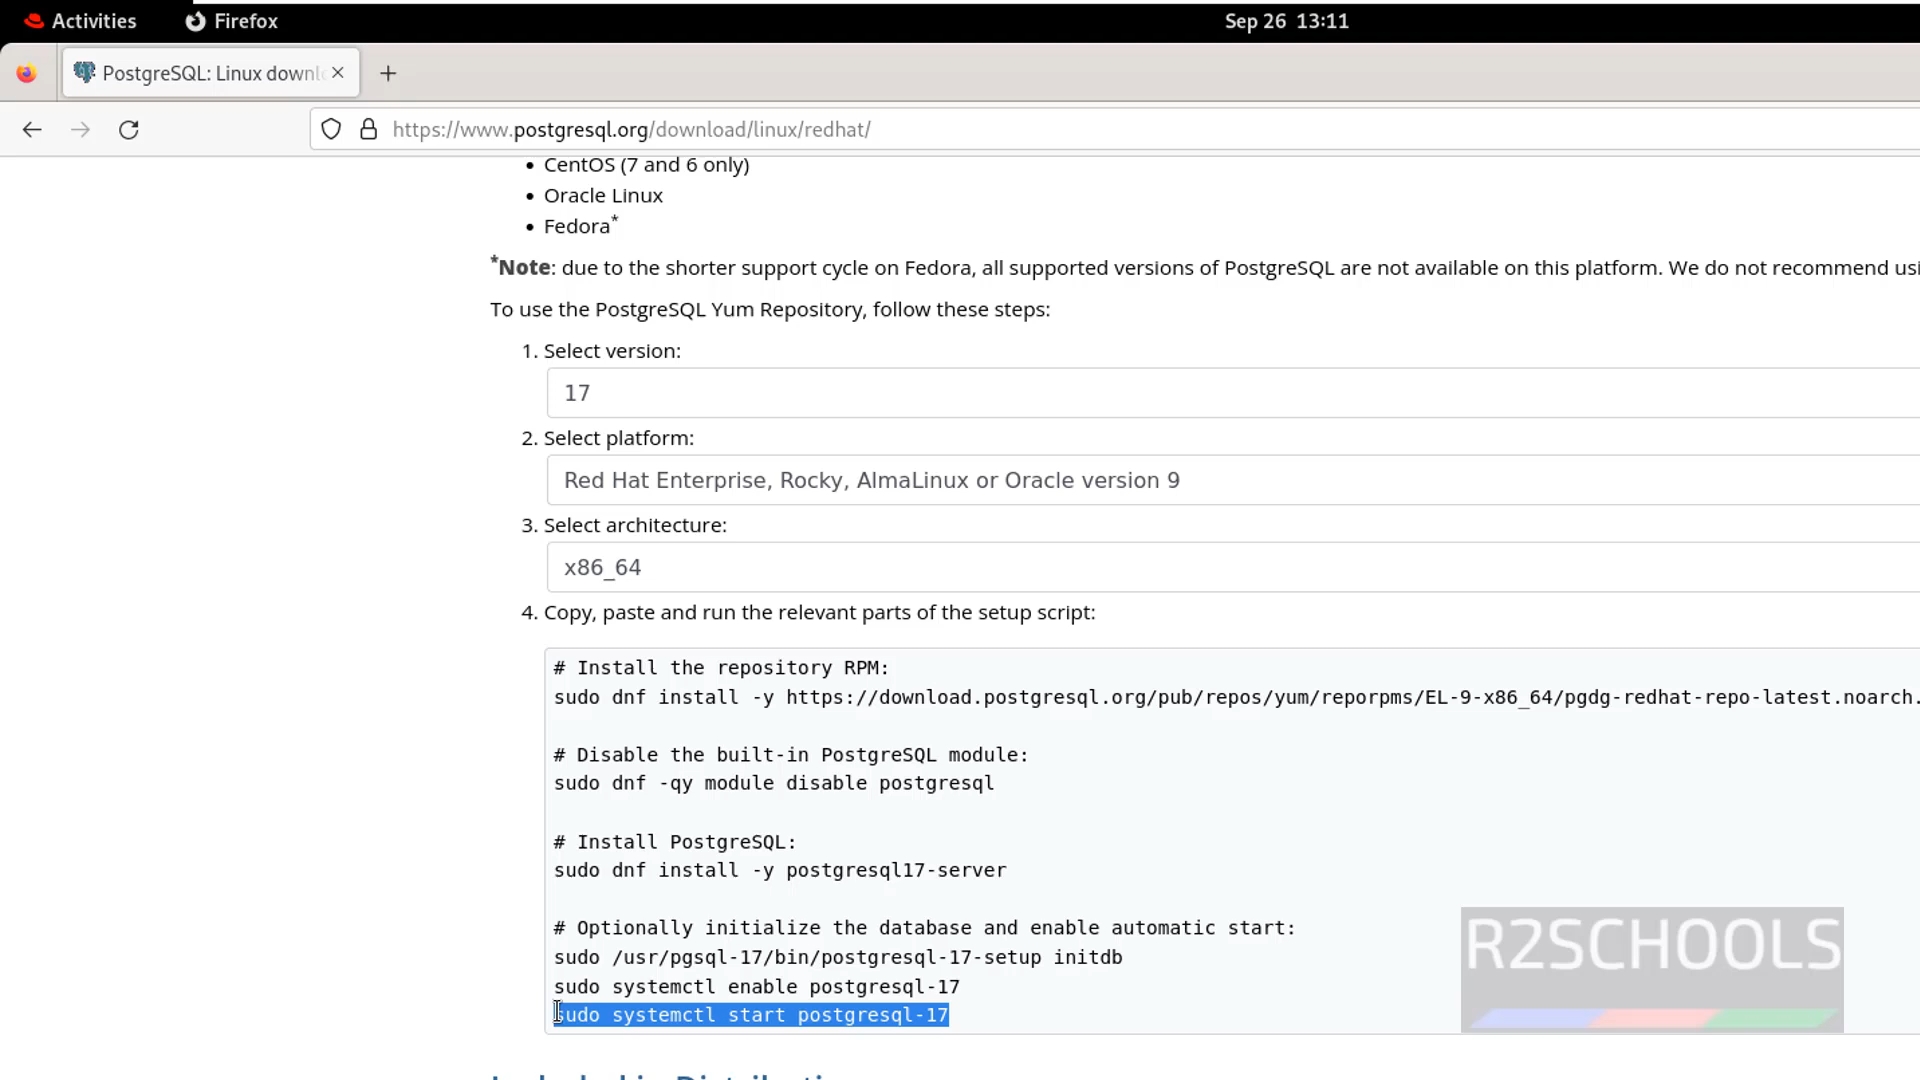 Activities Firefox Sep 26 13:11
PostgreSQL: Linux downl
https://www.postgresql.org/download/linux/redhat/
• CentOS (7 and 6 only)
• Oracle Linux
• Fedora*
*Note: due to the shorter support cycle on Fedora, all supported versions of PostgreSQL are not available on this platform. We do not recommend usi
To use the PostgreSQL Yum Repository, follow these steps:
1. Select version:
17
2. Select platform:
Red Hat Enterprise, Rocky, AlmaLinux or Oracle version 9
3. Select architecture:
x86_64
4. Copy, paste and run the relevant parts of the setup script:
# Install the repository RPM:
sudo dnf install -y https://download.postgresql.org/pub/repos/yum/reporpms/EL-9-x86_64/pgdg-redhat-repo-latest.noarch.
# Disable the built-in PostgreSQL module:
sudo dnf -qy module disable postgresql
# Install PostgreSQL:
sudo dnf install -y postgresql17-server
# Optionally initialize the database and enable automatic start:
sudo /usr/pgsql-17/bin/postgresql-17-setup initdb
sudo systemctl enable postgresql-17
sudo systemctl start postgresql-17
R2SCHOOLS